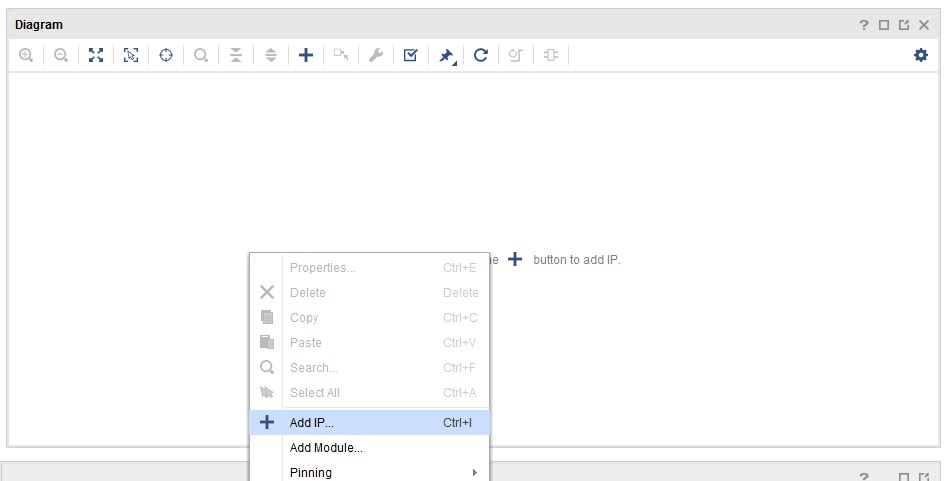 Diagram
button to add IP.
Properties... Ctrl+E
Delete Delete
Copy Ctrl+C
Paste Ctrl+V
Search... Ctrl+F
Select All Ctrl+A
Add IP... Ctrl+I
Add Module...
Pinning